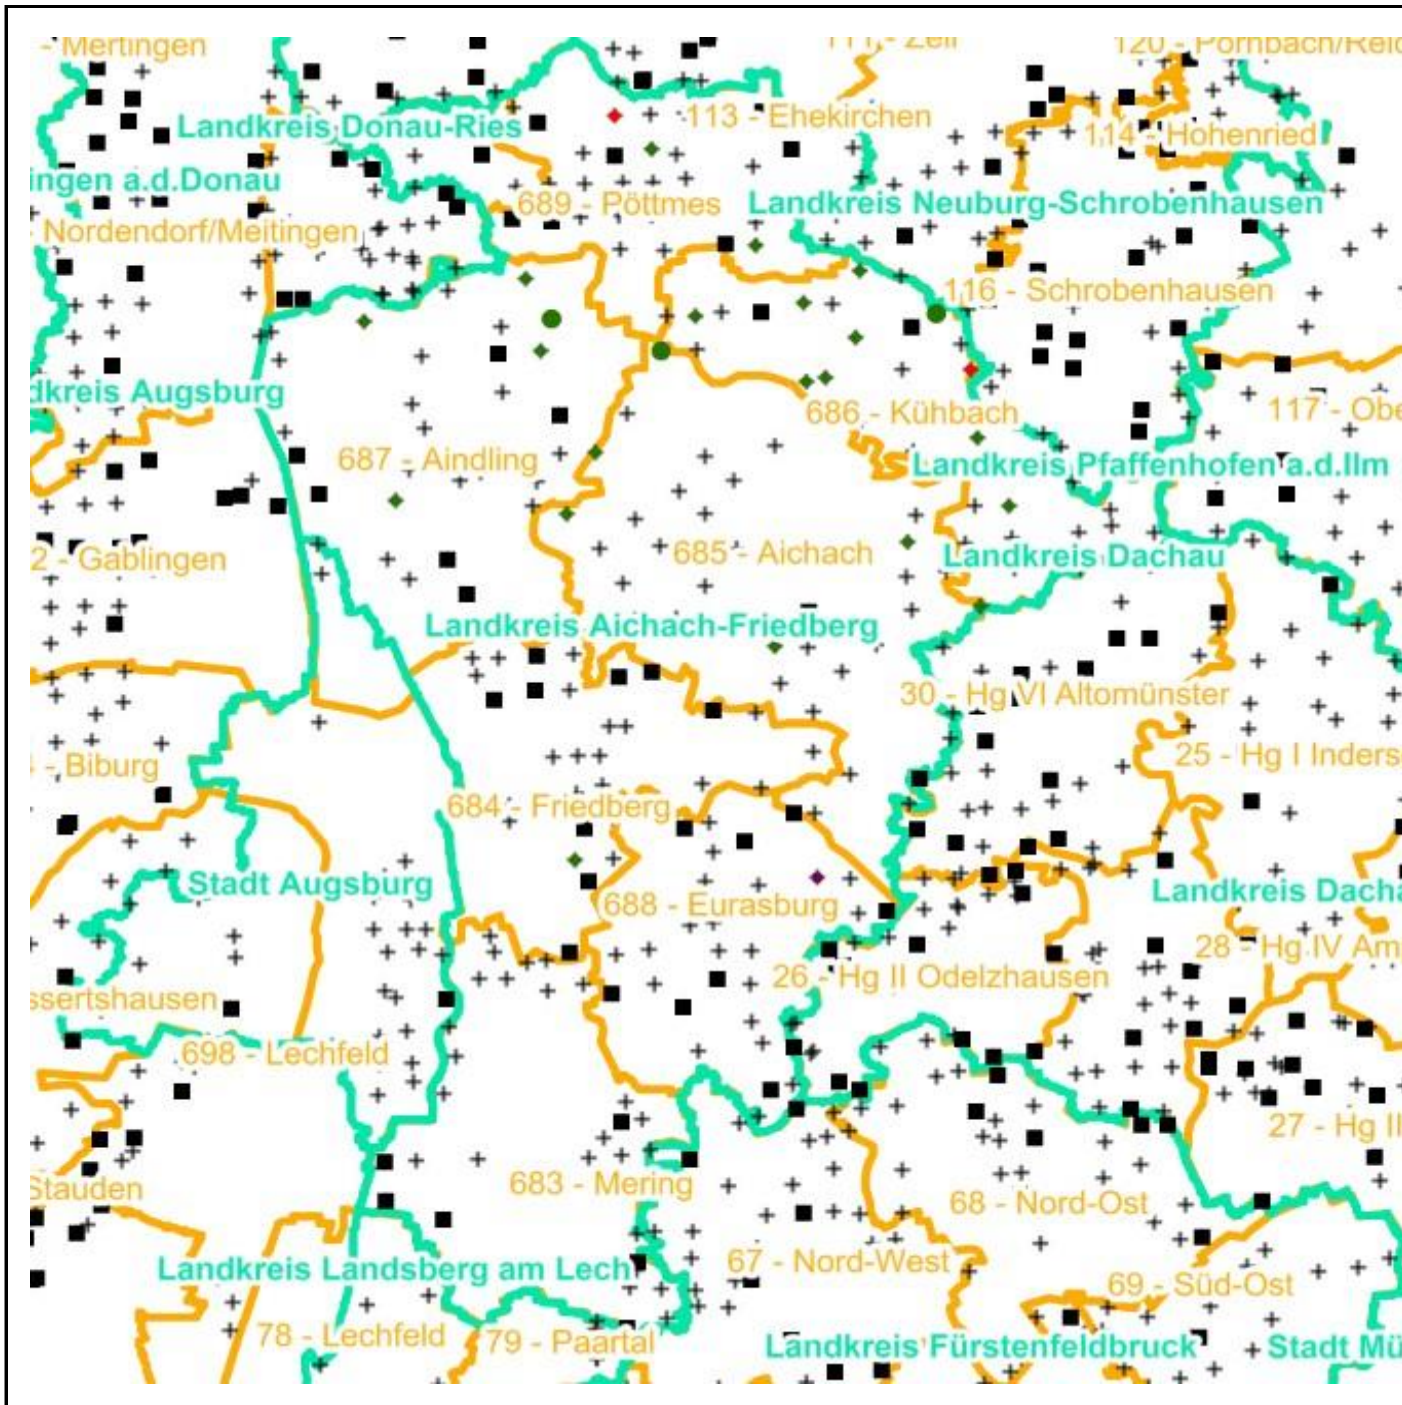 - Mertingen
120 - Pörnbach/Reic
113 - Ehekirchen
Landkreis Donau-Ries
114 - Hohenried
ingen a.d.Donau
689 - Pöttmes
Landkreis Neuburg-Schrobenhausen
- Nordendorf/Meitingen
116 - Schrobenhausen
dkreis Augsburg
686 - Kühbach
117 - Obe
687 - Aindling
Landkreis Pfaffenhofen a.d.Ilm
2 - Gablingen
685 - Aichach
Landkreis Dachau
Landkreis Aichach-Friedberg
30 - Hg VI Altomünster
- Biburg
25 - Hg I Inders
684 - Friedberg
Stadt Augsburg
688 - Eurasburg
Landkreis Dacha
28 - Hg IV Am
26 - Hg II Odelzhausen
ssertshausen
698 - Lechfeld
27 - Hg II
Stauden
683 - Mering
68 - Nord-Ost
67 - Nord-West
Landkreis Landsberg am Lech
69 - Süd-Ost
78 - Lechfeld
79 - Paartal
Landkreis Fürstenfeldbruck
Stadt Mü